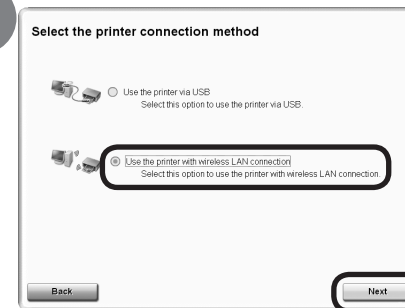 Select the printer connection method
Use the printer via USB
Select this option to use the printer via USB.
Use the printer with wireless LAN connection
Select this option to use the printer with wireless LAN connection.
Back
Next